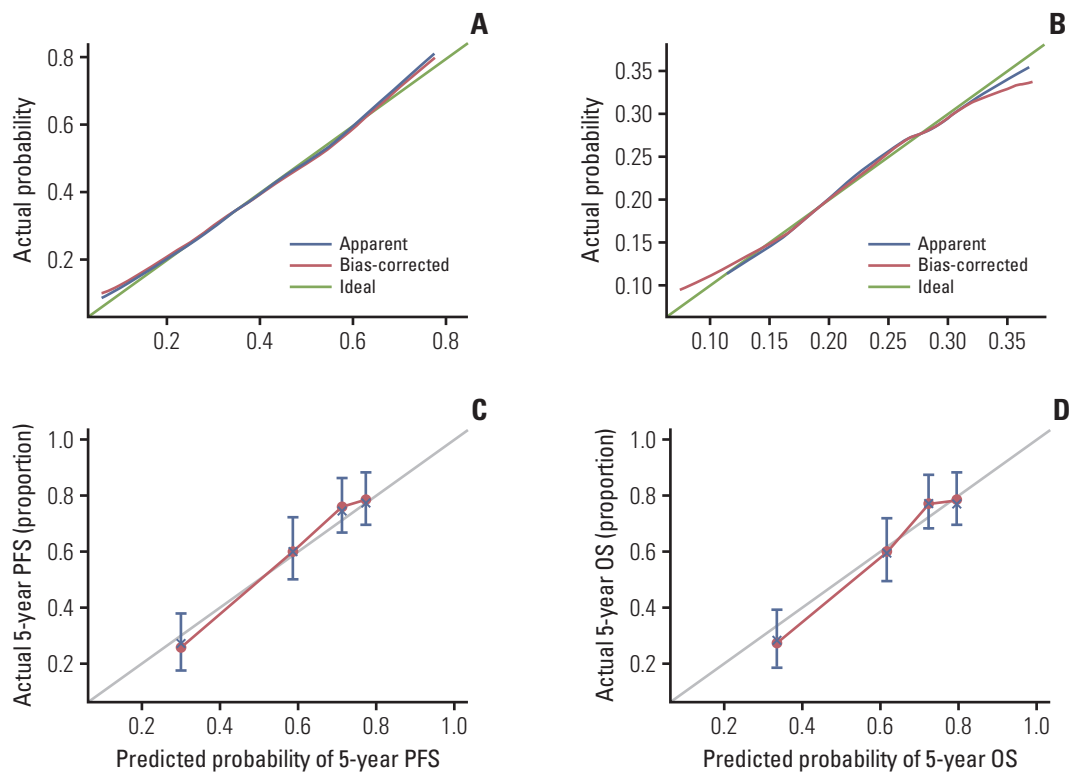 A
Actual probability
0.8
0.6
0.4
0.2
Apparent
Bias-corrected
Ideal
0.2 0.4 0.6 0.8
B
Actual probability
0.35
0.30
0.25
0.20
0.15
0.10
Apparent
Bias-corrected
Ideal
0.10 0.15 0.20 0.25 0.30 0.35
C
Actual 5-year PFS (proportion)
1.0
0.8
0.6
0.4
0.2
0.2 0.4 0.6 0.8 1.0
Predicted probability of 5-year PFS
D
Actual 5-year OS (proportion)
1.0
0.8
0.6
0.4
0.2
0.2 0.4 0.6 0.8 1.0
Predicted probability of 5-year OS